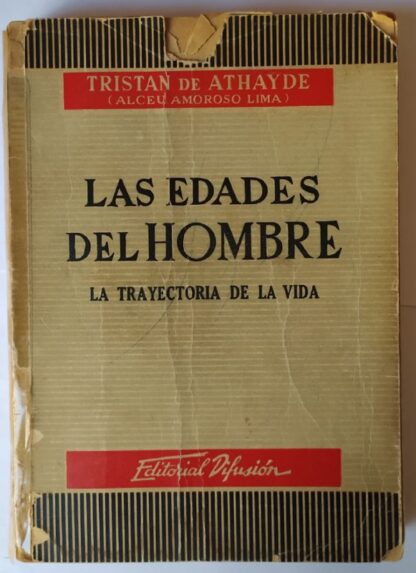 TRISTAN DE ATHAYDE
(ALCEU AMOROSO LIMA)
LAS EDADES
DEL HOMBRE
LA TRAYECTORIA DE LA VIDA
Editorial Difusión